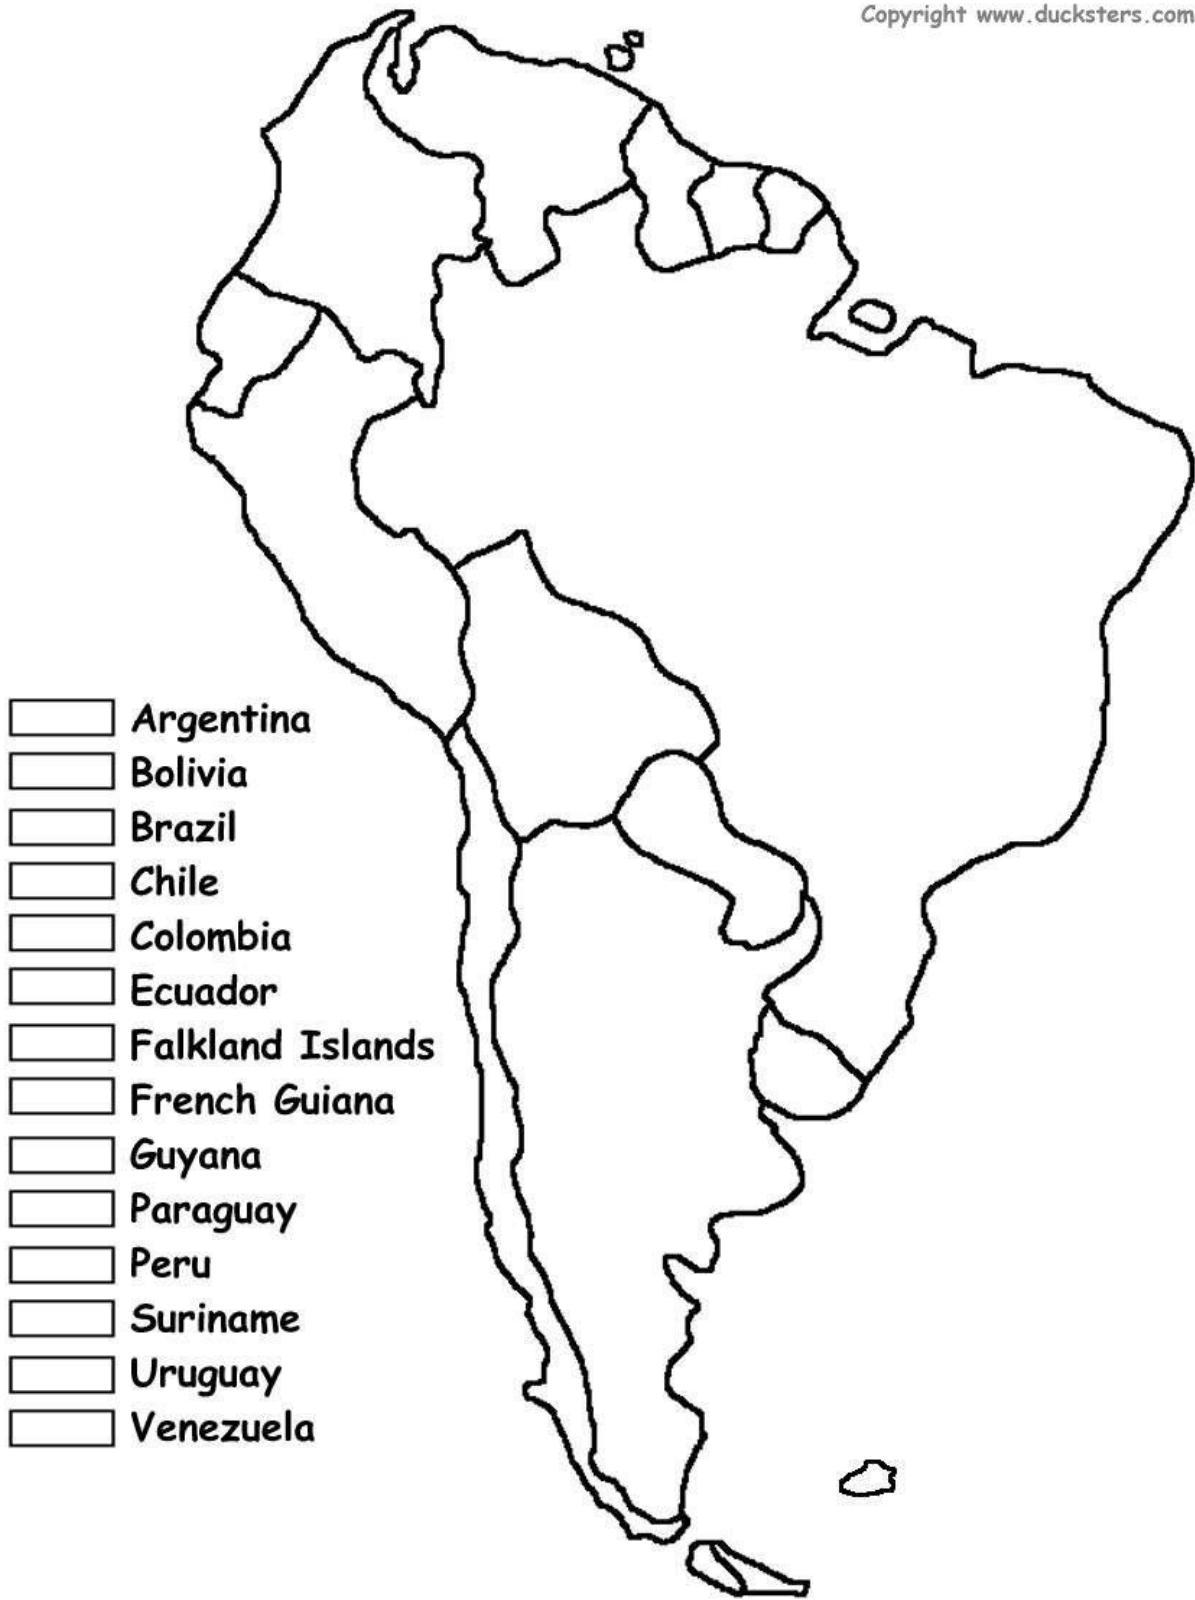 Copyright www.ducksters.com
Argentina
Bolivia
Brazil
Chile
Colombia
Ecuador
Falkland Islands
French Guiana
Guyana
Paraguay
Peru
Suriname
Uruguay
Venezuela